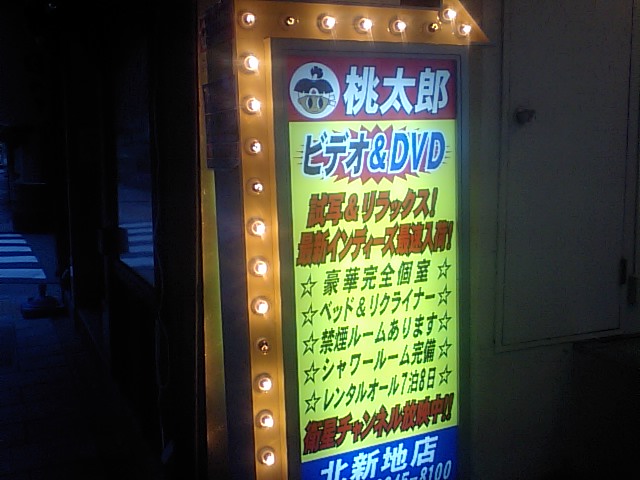 桃太郎
ビデオ&DVD
試写&リラックス!
最新インディーズ最速入荷!
☆豪華完全個室☆
☆ベッド&リクライナー☆
☆禁煙ルームあります☆
☆シャワールーム完備☆
☆レンタルオール7泊8日☆
衛星チャンネル放映中!!
北新地店
8100